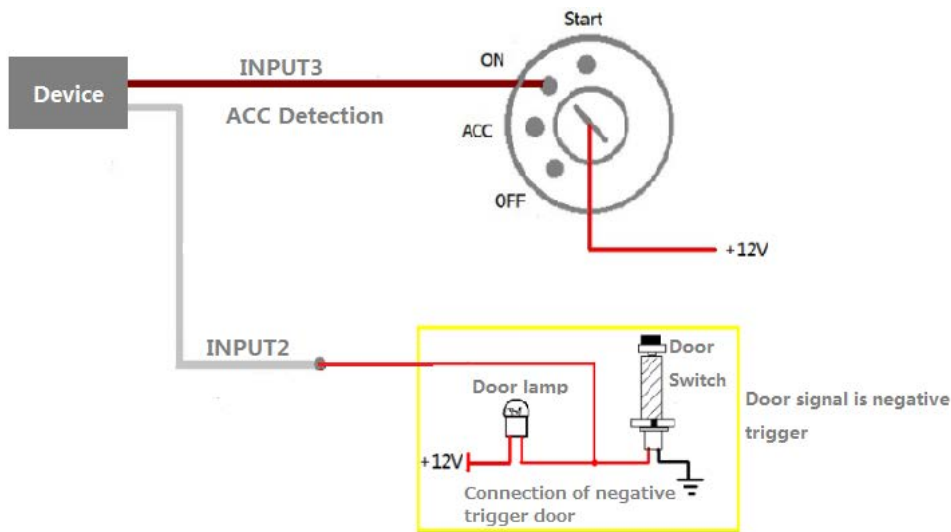 Start
ON
INPUT3
Device
ACC Detection
ACC
OFF
+12V
INPUT2
Door
Switch
Door lamp
Door signal is negative
trigger
+12V
Connection of negative
trigger door